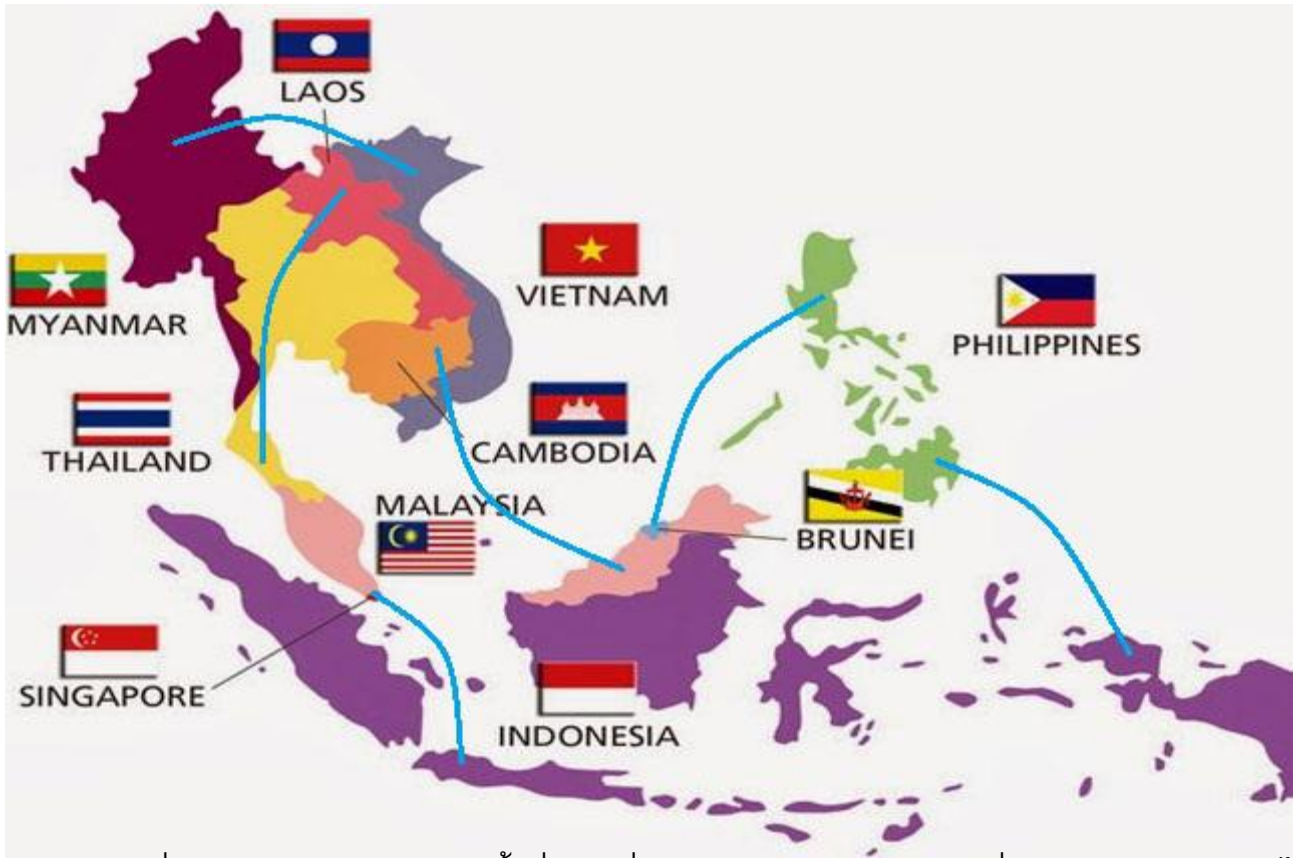 LAOS
VIETNAM
MYANMAR
PHILIPPINES
THAILAND
CAMBODIA
MALAYSIA
BRUNEI
SINGAPORE
INDONESIA